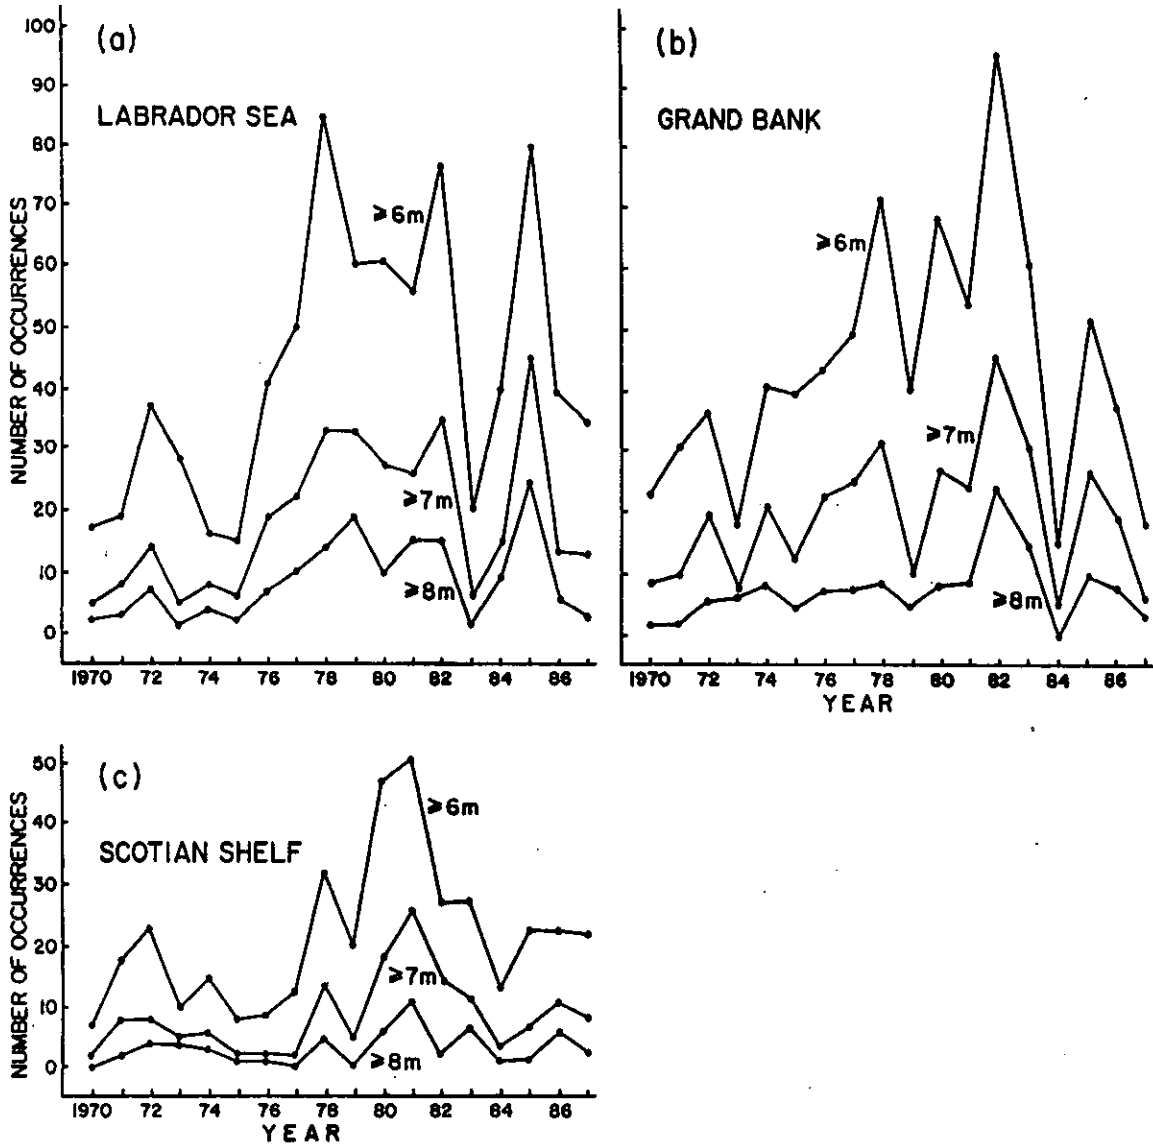 (a)
LABRADOR SEA
NUMBER OF OCCURRENCES
100
90
80
70
60
50
40
30
20
10
0
≥6m
≥7m
≥8m
1970 72 74 76 78 80 82 84 86
(b)
GRAND BANK
≥6m
≥7m
≥8m
1970 72 74 76 78 80 82 84 86
YEAR
(c)
SCOTIAN SHELF
NUMBER OF OCCURRENCES
50
40
30
20
10
0
≥6m
≥7m
≥8m
1970 72 74 76 78 80 82 84 86
YEAR